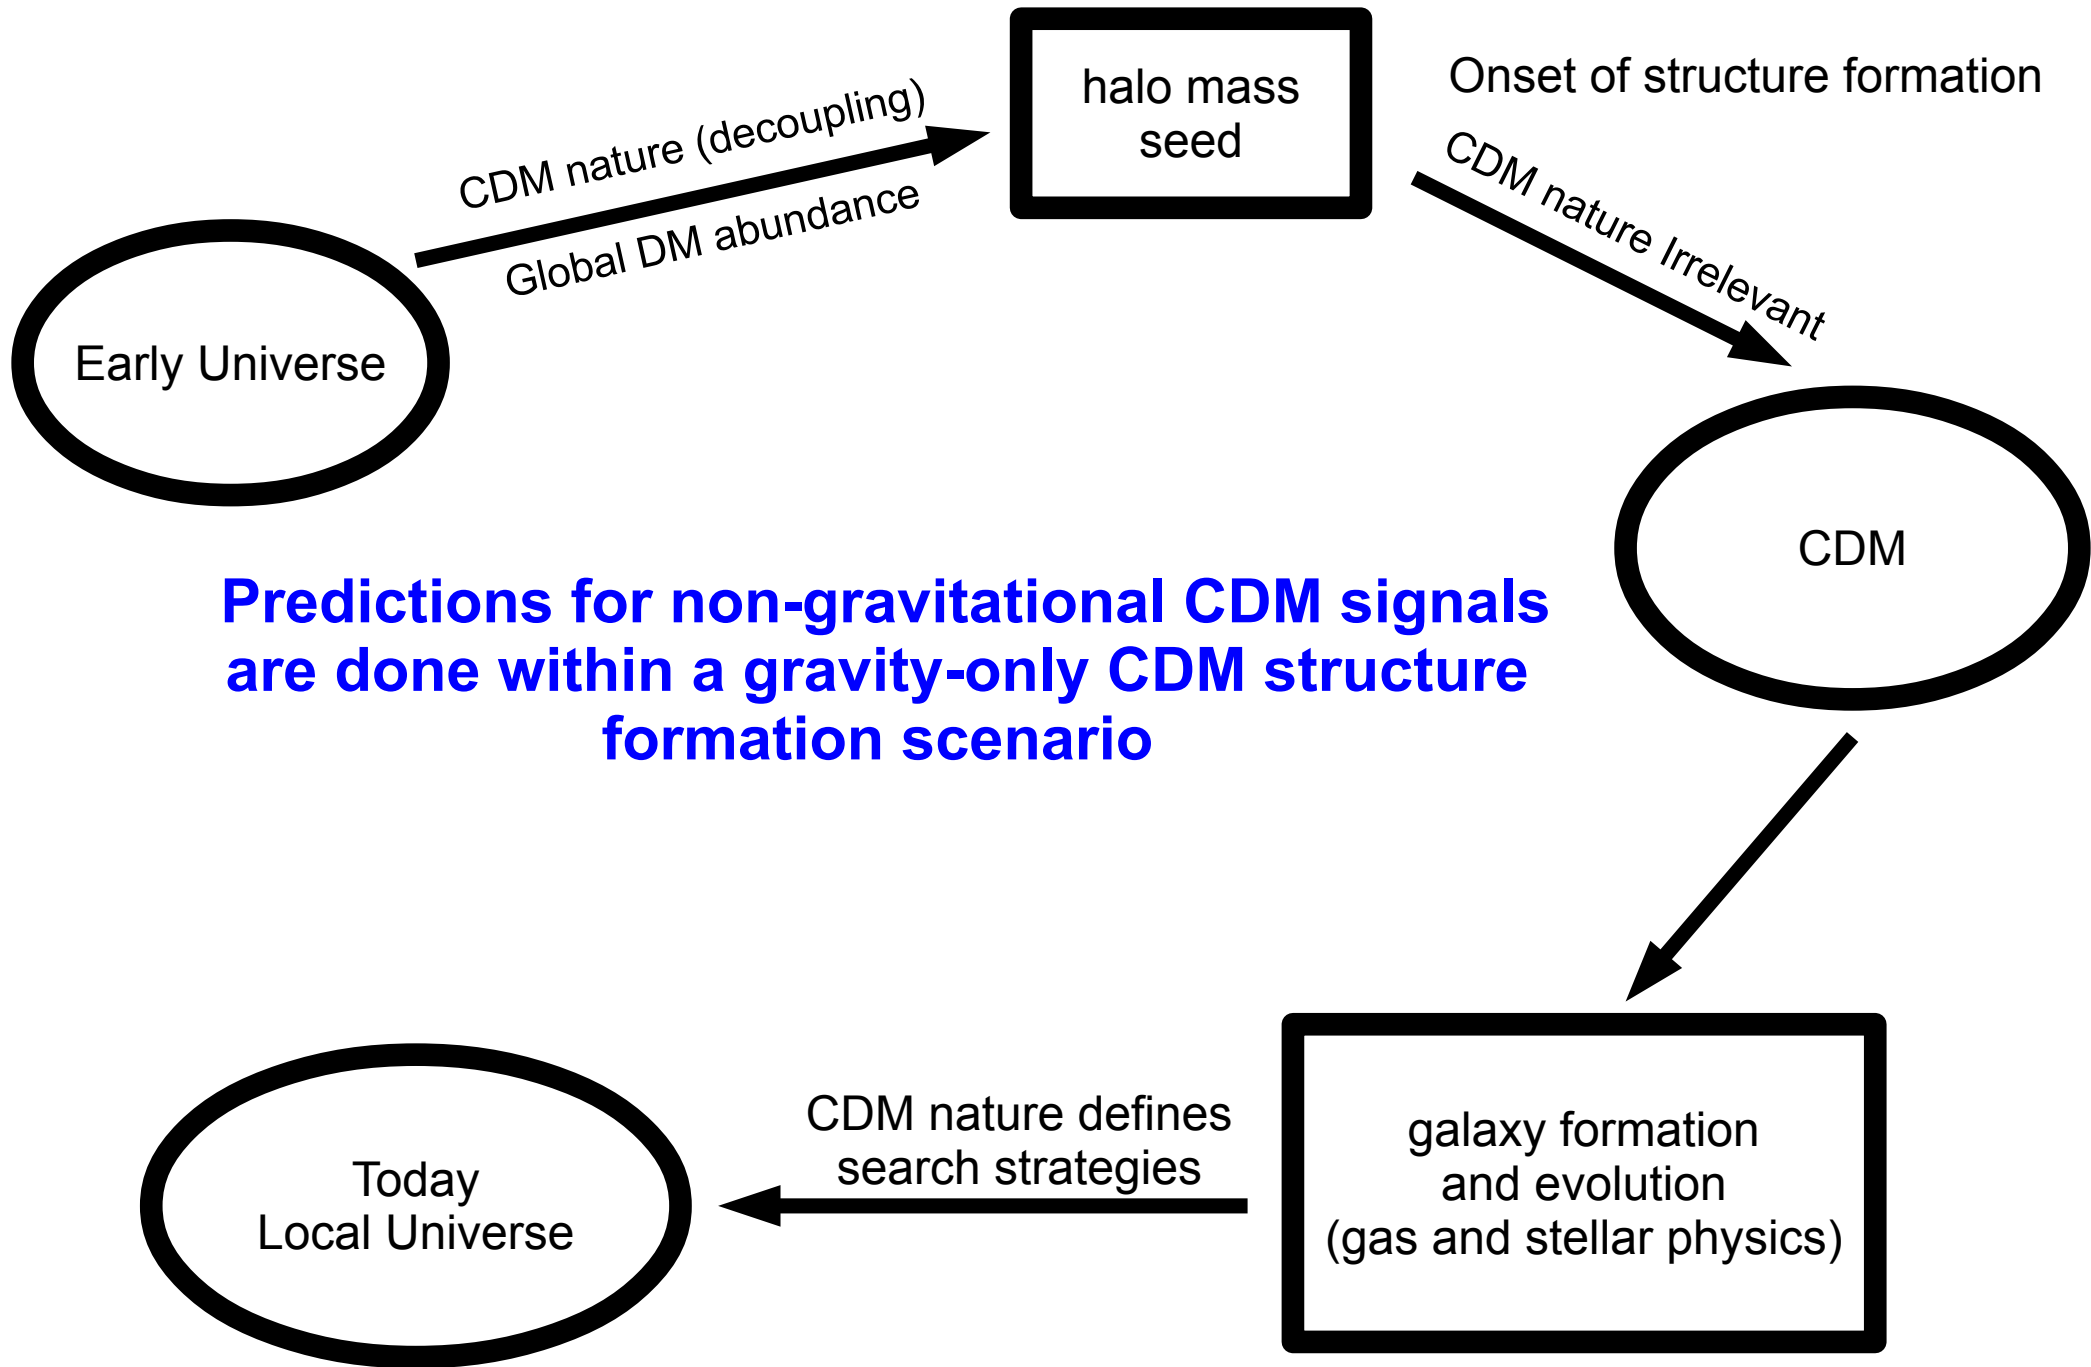 halo mass
seed
Onset of structure formation
CDM nature (decoupling)
Global DM abundance
CDM nature Irrelevant
Early Universe
CDM
Predictions for non-gravitational CDM signals
are done within a gravity-only CDM structure
formation scenario
CDM nature defines
search strategies
galaxy formation
and evolution
(gas and stellar physics)
Today
Local Universe